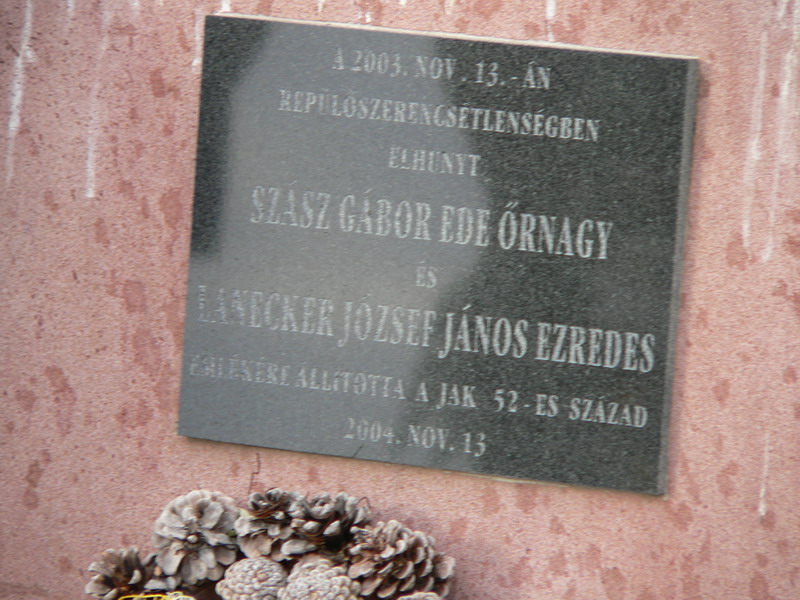 A 2003. NOV. 13.-ÁN
REPÜLŐSZERENCSÉTLENSÉGBEN
ELHUNYT
SZÁSZ GÁBOR EDE ŐRNAGY
ÉS
LANECKER JÓZSEF JÁNOS EZREDES
EMLÉKÉRE ÁLLÍTOTTA A JAK 52-ES SZÁZAD
2004. NOV. 13